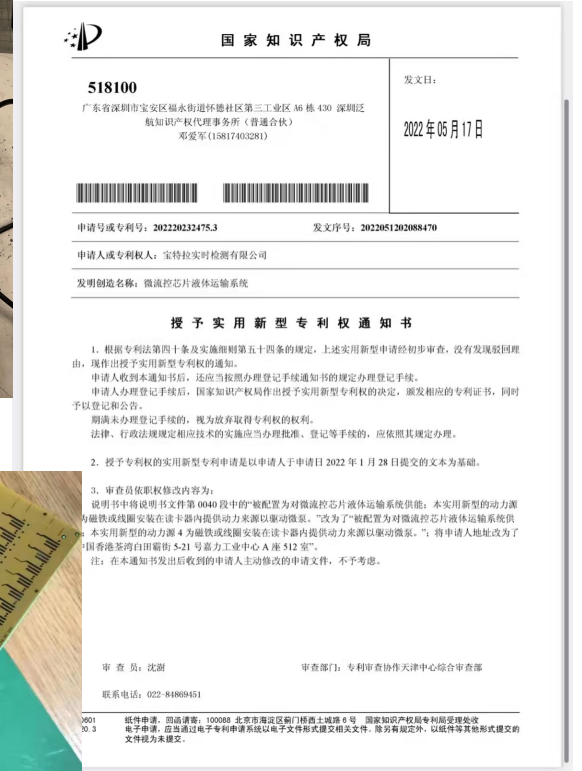 国家知识产权局
518100
广东省深圳市宝安区福永街道怀德社区第三工业区 A6 栋 430 深圳泛
航知识产权代理事务所（普通合伙）
邓爱军(15817403281)
发文日：
2022 年 05 月 17 日
申请号或专利号：202220232475.3
发文序号：2022051202088470
申请人或专利权人：宝特拉实时检测有限公司
发明创造名称：微流控芯片液体运输系统
授予实用新型专利权通知书
1．根据专利法第四十条及实施细则第五十四条的规定，上述实用新型申请经初步审查，没有发现驳回理
由，现作出授予实用新型专利权的通知。
申请人收到本通知书后，还应当按照办理登记手续通知书的规定办理登记手续。
申请人办理登记手续后，国家知识产权局作出授予实用新型专利权的决定，颁发相应的专利证书，同时
予以登记和公告。
期满未办理登记手续的，视为放弃取得专利权的权利。
法律、行政法规规定相应技术的实施应当办理批准、登记等手续的，应依照其规定办理。
2．授予专利权的实用新型专利申请是以申请人于申请日 2022 年 1 月 28 日提交的文本为基础。
3．审查员依职权修改内容为：
说明书中将说明书文件第 0040 段中的“被配置为对微流控芯片液体运输系统供能；本实用新型的动力源
为磁铁或线圈安装在读卡器内提供动力来源以驱动微泵。”改为了“被配置为对微流控芯片液体运输系统供
；本实用新型的动力源 4 为磁铁或线圈安装在读卡器内提供动力来源以驱动微泵。”；将申请人地址改为了
中国香港荃湾白田霸街 5-21 号嘉力工业中心 A 座 512 室”。
注：在本通知书发出后收到的申请人主动修改的申请文件，不予考虑。
审 查 员：沈澍
审查部门：专利审查协作天津中心综合审查部
联系电话：022-84869451
0601 纸件申请，回函请寄：100088 北京市海淀区蓟门桥西土城路 6 号 国家知识产权局专利局受理处收
20.3 电子申请，应当通过电子专利申请系统以电子文件形式提交相关文件。除另有规定外，以纸件等其他形式提交的
文件视为未提交。